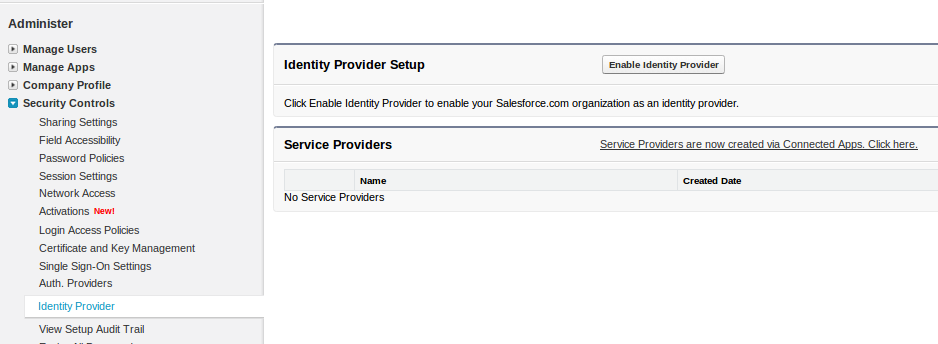 Administer
Manage Users
Manage Apps
Company Profile
Security Controls
Sharing Settings
Field Accessibility
Password Policies
Session Settings
Network Access
Activations New!
Login Access Policies
Certificate and Key Management
Single Sign-On Settings
Auth. Providers
Identity Provider
View Setup Audit Trail
Identity Provider Setup
Enable Identity Provider
Click Enable Identity Provider to enable your Salesforce.com organization as an identity provider.
Service Providers
Service Providers are now created via Connected Apps. Click here.
Name Created Date
No Service Providers